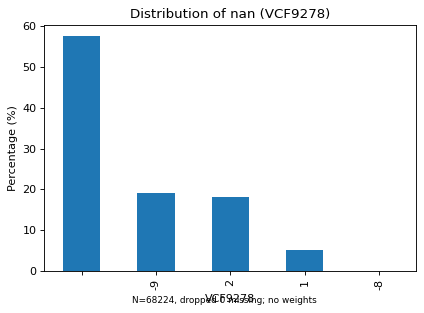 Distribution of nan (VCF9278)
Percentage (%)
60
50
40
30
20
10
0
-9
2
1
-8
VCF9278
N=68224, dropped 0 missing; no weights